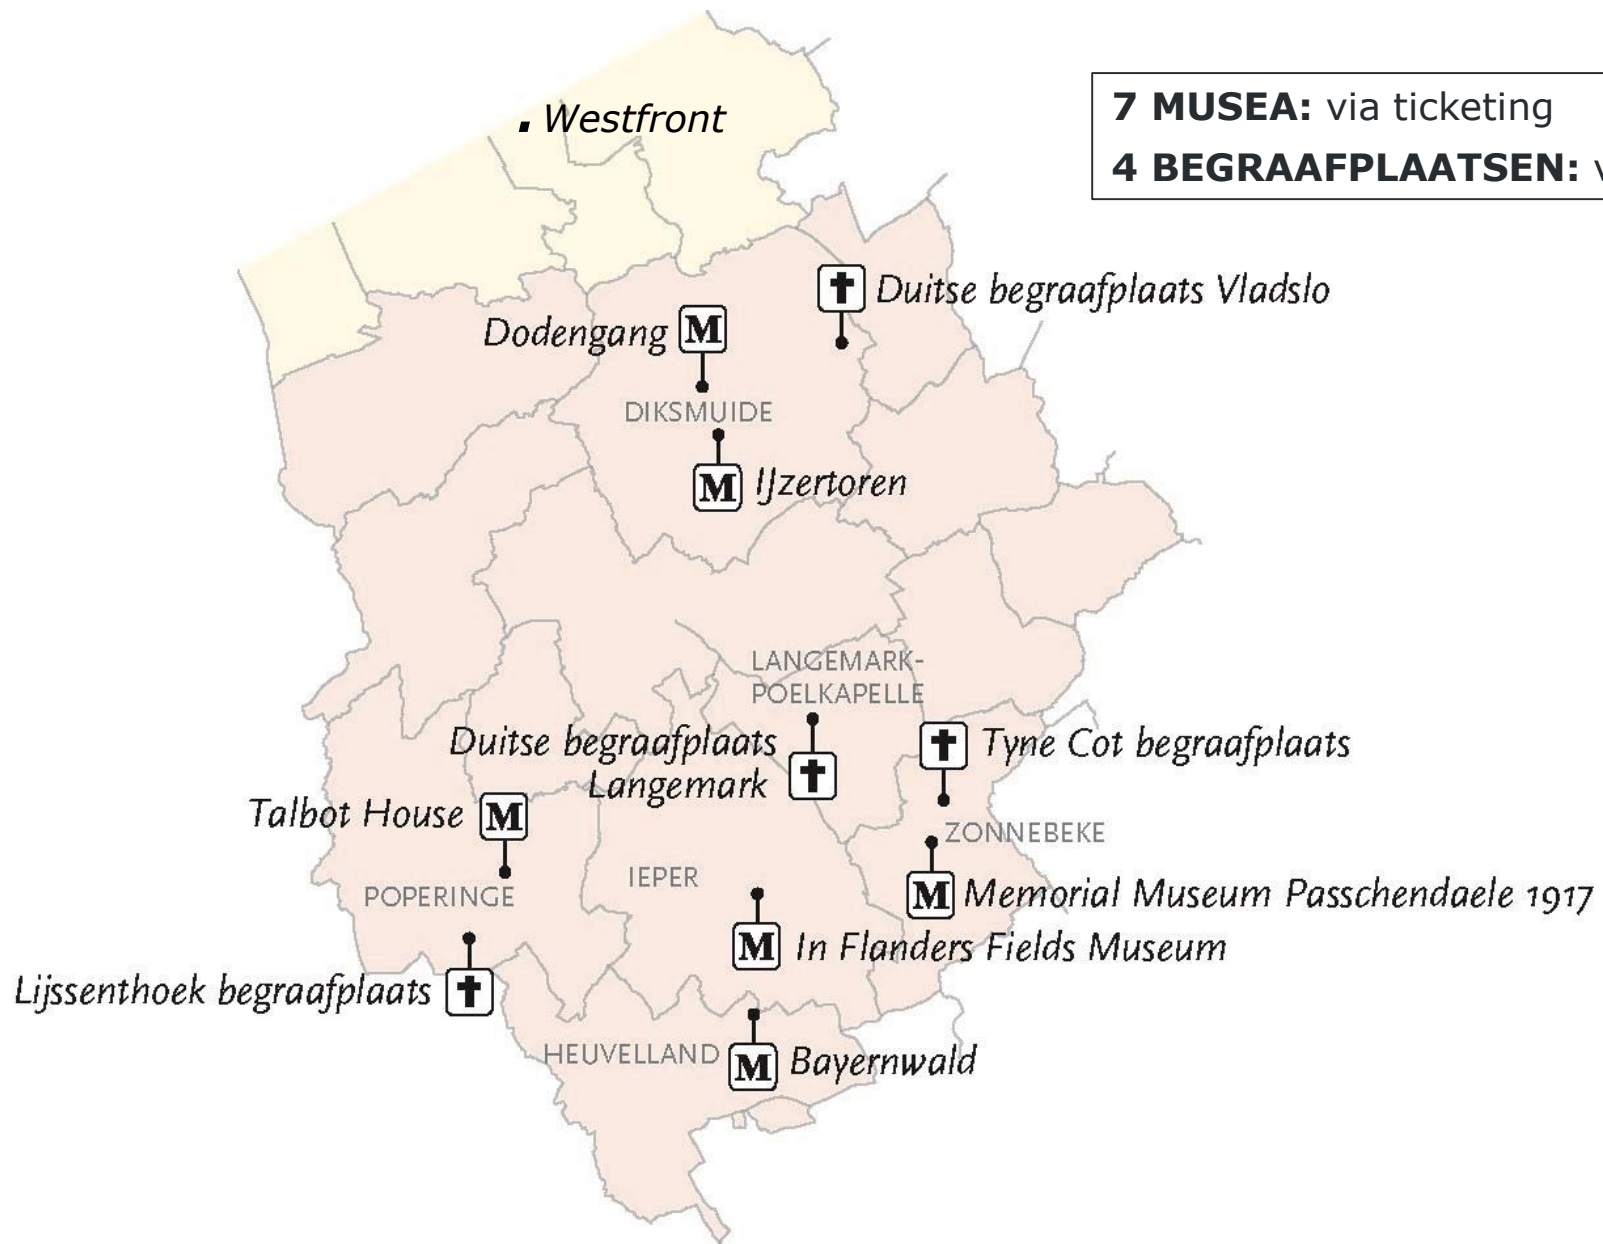 . Westfront
7 MUSEA: via ticketing
4 BEGRAAFPLAATSEN:
Duitse begraafplaats Vladslo
Dodengang M
DIKSMUIDE
M IJzertoren
LANGEMARK-
POELKAPELLE
Duitse begraafplaats
Langemark
Tyne Cot begraafplaats
Talbot House M
ZONNEBEKE
IEPER
POPERINGE
M Memorial Museum Passchendaele 1917
M In Flanders Fields Museum
Lijssenthoek begraafplaats
HEUVELLAND
M Bayernwald